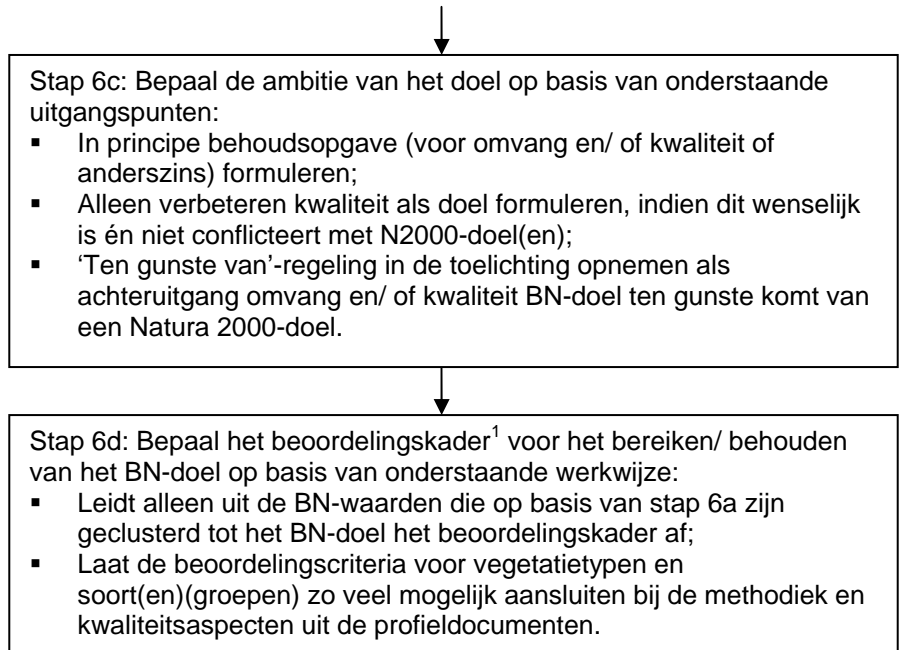 Stap 6c: Bepaal de ambitie van het doel op basis van onderstaande
uitgangspunten:
▪ In principe behoudsopgave (voor omvang en/ of kwaliteit of
anderszins) formuleren;
▪ Alleen verbeteren kwaliteit als doel formuleren, indien dit wenselijk
is én niet conflicteert met N2000-doel(en);
▪ ‘Ten gunste van’-regeling in de toelichting opnemen als
achteruitgang omvang en/ of kwaliteit BN-doel ten gunste komt van
een Natura 2000-doel.
Stap 6d: Bepaal het beoordelingskader¹ voor het bereiken/ behouden
van het BN-doel op basis van onderstaande werkwijze:
▪ Leidt alleen uit de BN-waarden die op basis van stap 6a zijn
geclusterd tot het BN-doel het beoordelingskader af;
▪ Laat de beoordelingscriteria voor vegetatietypen en
soort(en)(groepen) zo veel mogelijk aansluiten bij de methodiek en
kwaliteitsaspecten uit de profieldocumenten.